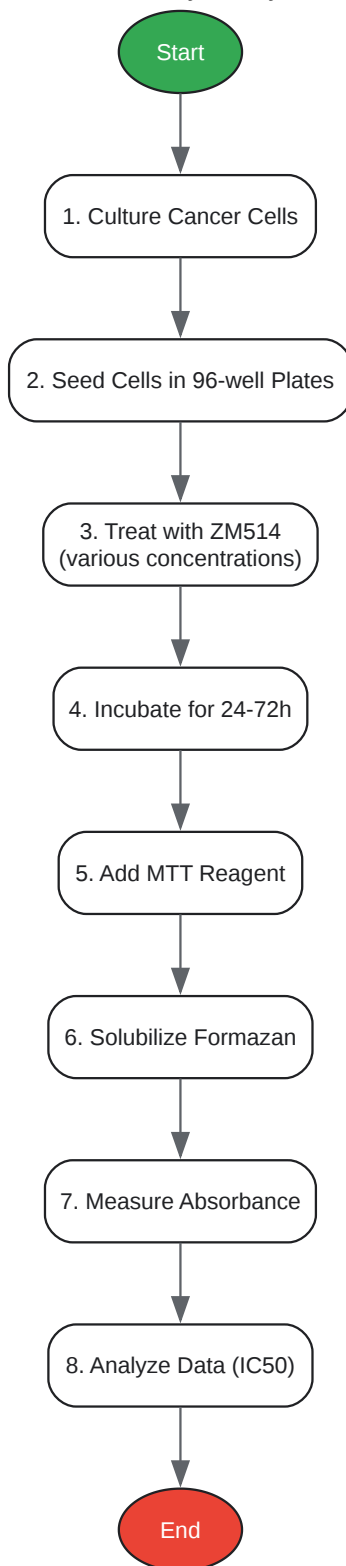 Start
1. Culture Cancer Cells
2. Seed Cells in 96-well Plates
3. Treat with ZM514
(various concentrations)
4. Incubate for 24-72h
5. Add MTT Reagent
6. Solubilize Formazan
7. Measure Absorbance
8. Analyze Data (IC50)
End